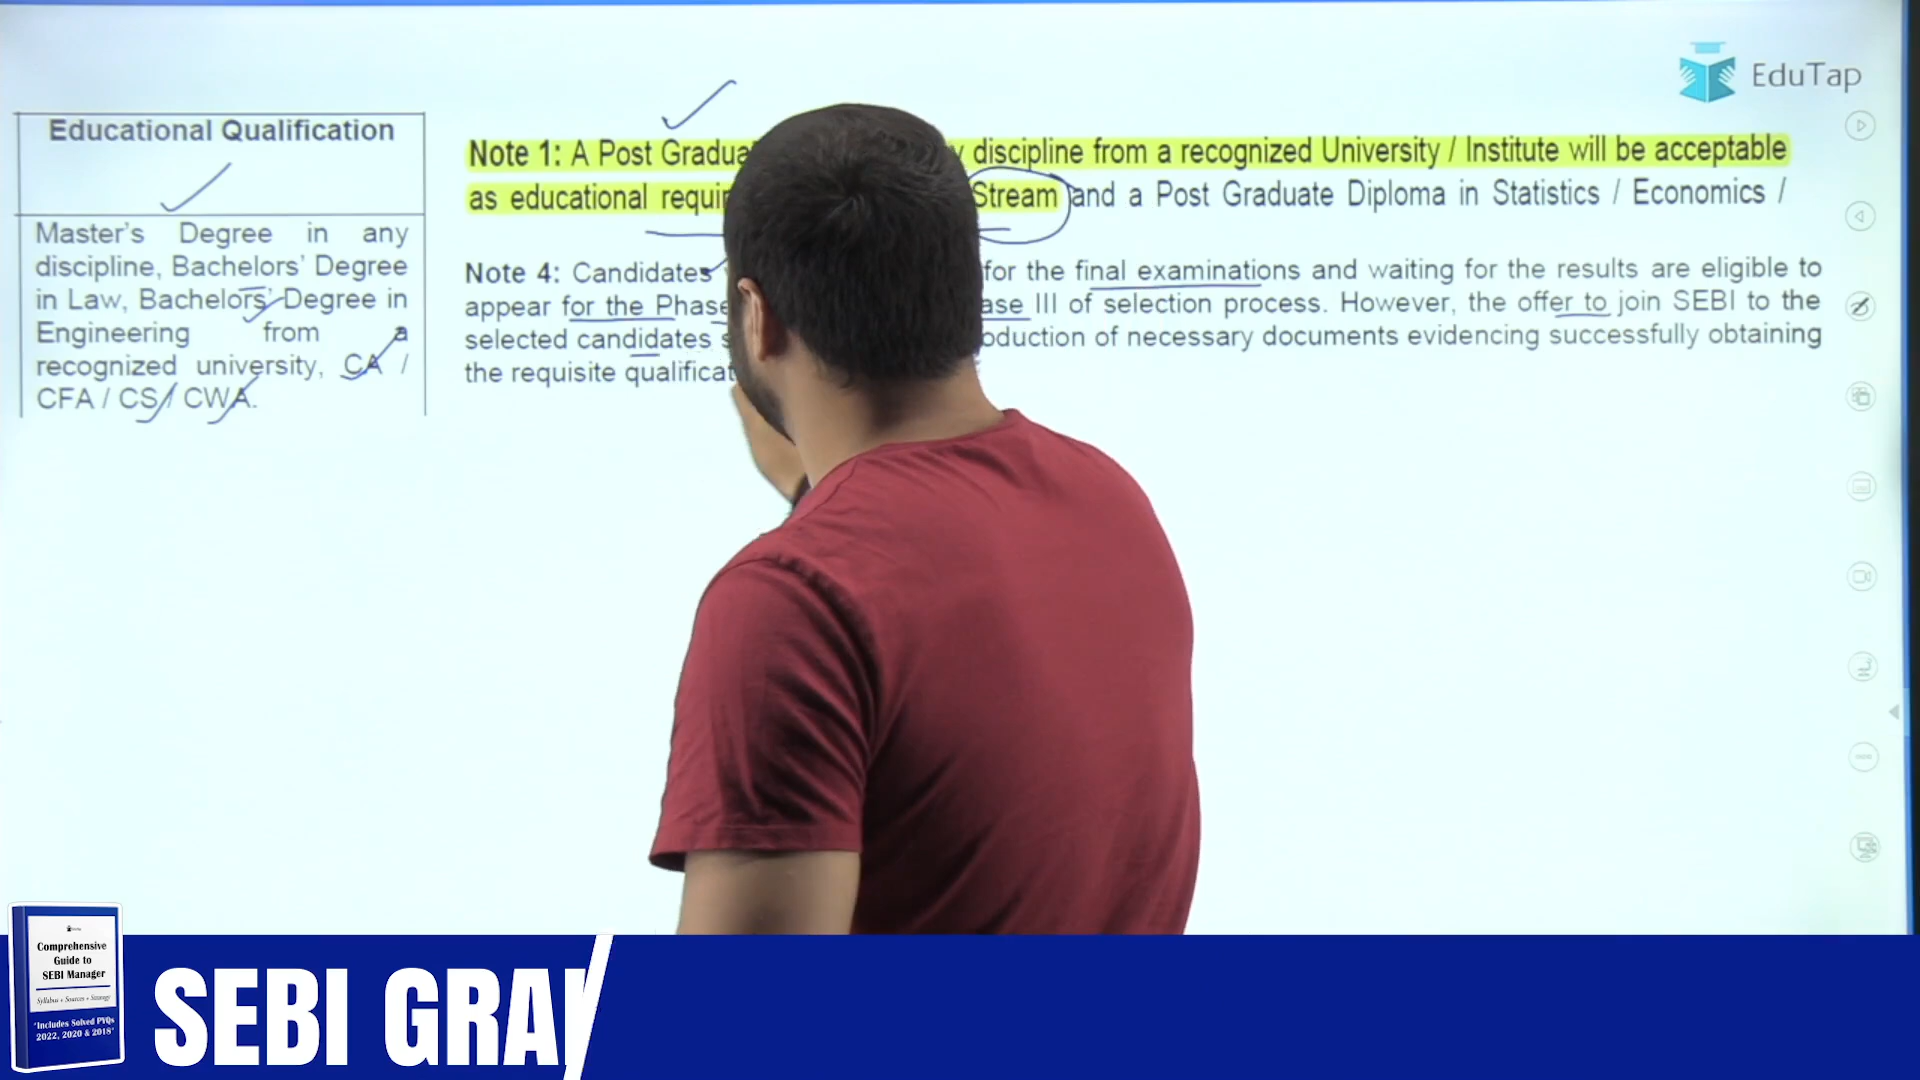 EduTap
Educational Qualification
Master's Degree in any
discipline, Bachelors' Degree
in Law, Bachelors' Degree in
Engineering from a
recognized university, CA /
CFA / CS / CWA.
Note 1: A Post discipline from a recognized University / Institute will be acceptable
as educational Stream and a Post Graduate Diploma in Statistics / Economics /
Note 4: Candidates for the final examinations and waiting for the results are eligible to
appear for the Phase III of selection process. However, the offer to join SEBI to the
selected candidates of necessary documents evidencing successfully obtaining
the requisite
Comprehensive
Guide to
SEBI Manager
Syllabus • Sources • Strategy
*Includes Solved PYQs
2022, 2020 & 2018*
SEBI GRA